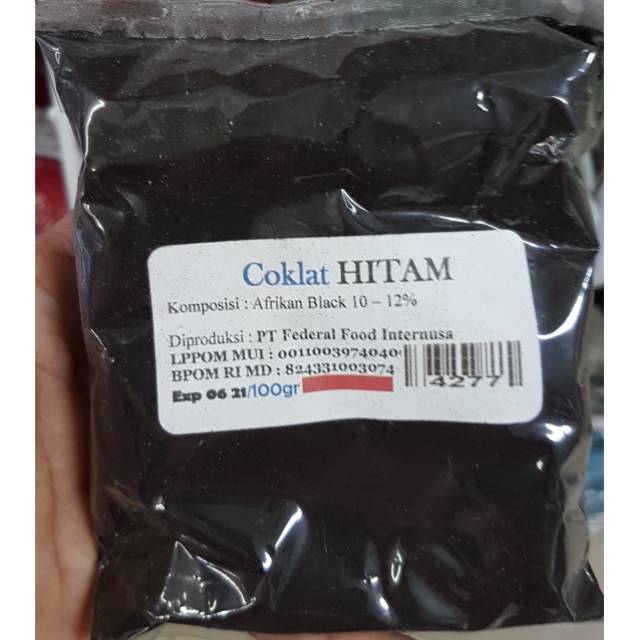 Coklat HITAM
Komposisi : Afrikan Black 10 – 12%
Diproduksi : PT Federal Food Internusa
LPPOM MUI : 0011003974040
BPOM RI MD : 824331003074
4277
Exp 06 21/100gr